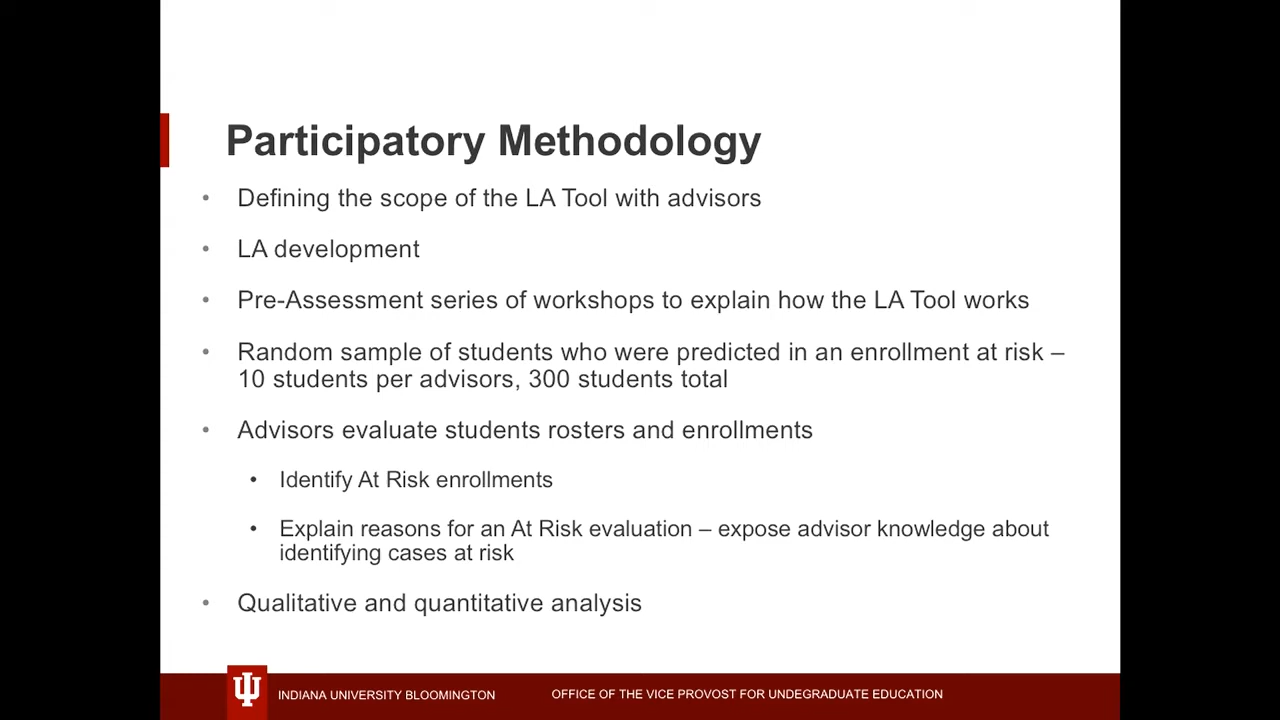 Participatory Methodology
• Defining the scope of the LA Tool with advisors
• LA development
• Pre-Assessment series of workshops to explain how the LA Tool works
• Random sample of students who were predicted in an enrollment at risk –
10 students per advisors, 300 students total
• Advisors evaluate students rosters and enrollments
• Identify At Risk enrollments
• Explain reasons for an At Risk evaluation – expose advisor knowledge about
identifying cases at risk
• Qualitative and quantitative analysis
INDIANA UNIVERSITY BLOOMINGTON OFFICE OF THE VICE PROVOST FOR UNDEGRADUATE EDUCATION